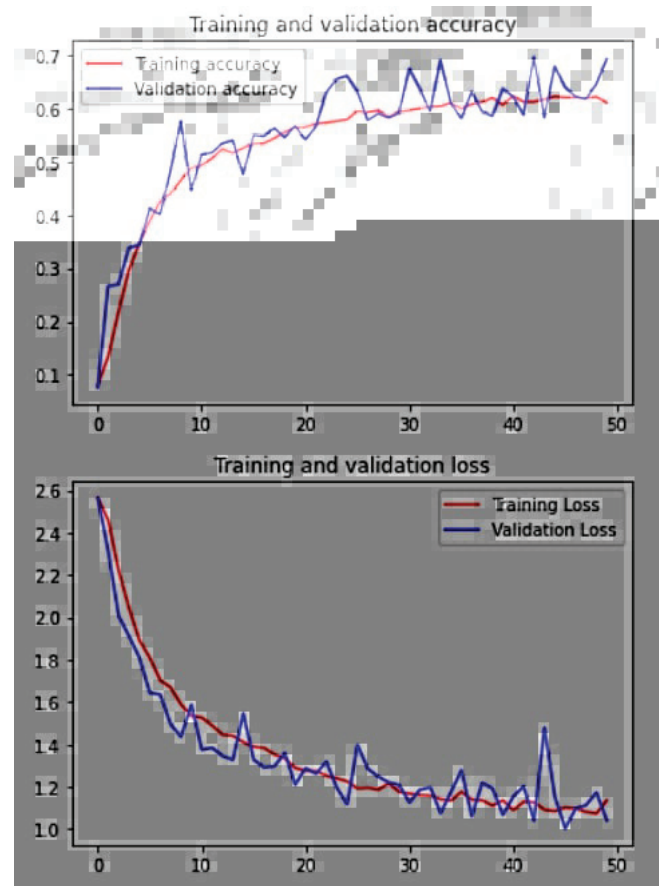 Training and validation accuracy
0.7
Training accuracy
Validation accuracy
0.6
0.5
0.4
0.3
0.2
0.1
0 10 20 30 40 50
Training and validation loss
2.6
Training Loss
2.4
Validation Loss
2.2
2.0
1.8
1.6
1.4
1.2
1.0
0 10 20 30 40 50